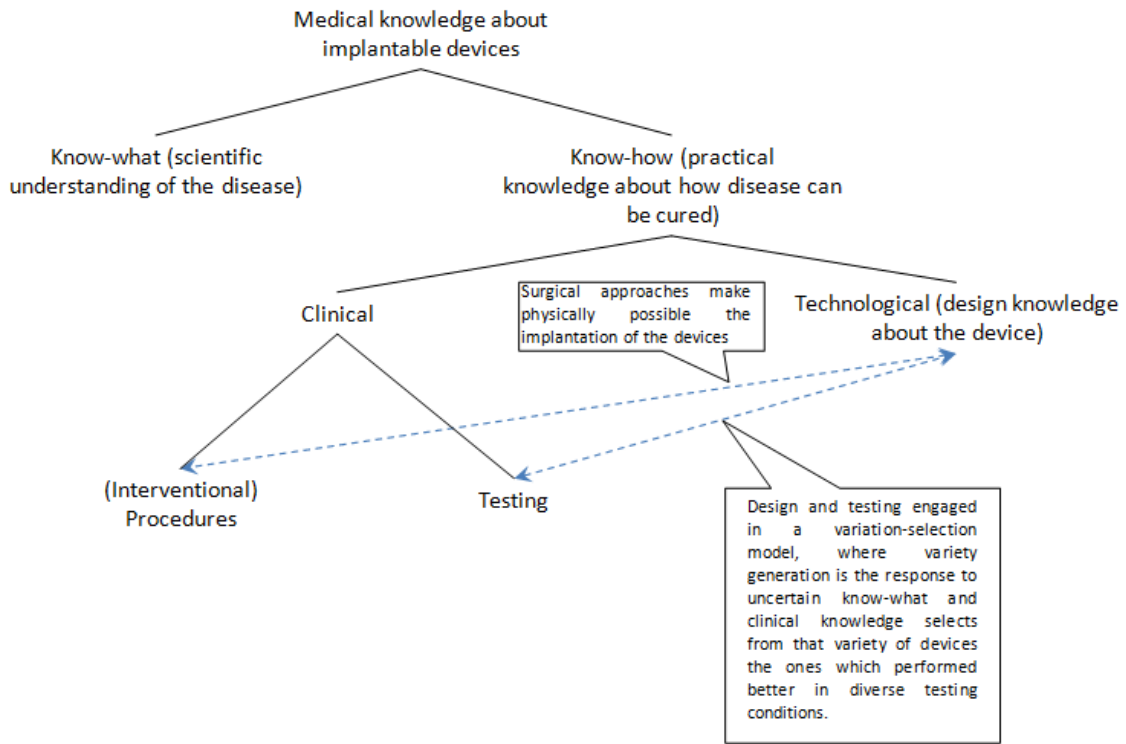 Medical knowledge about
implantable devices
Know-what (scientific
understanding of the disease)
Know-how (practical
knowledge about how disease can
be cured)
Clinical
Surgical approaches make
physically possible the
implantation of the devices
Technological (design knowledge
about the device)
(Interventional)
Procedures
Testing
Design and testing engaged
in a variation-selection
model, where variety
generation is the response to
uncertain know-what and
clinical knowledge selects
from that variety of devices
the ones which performed
better in diverse testing
conditions.